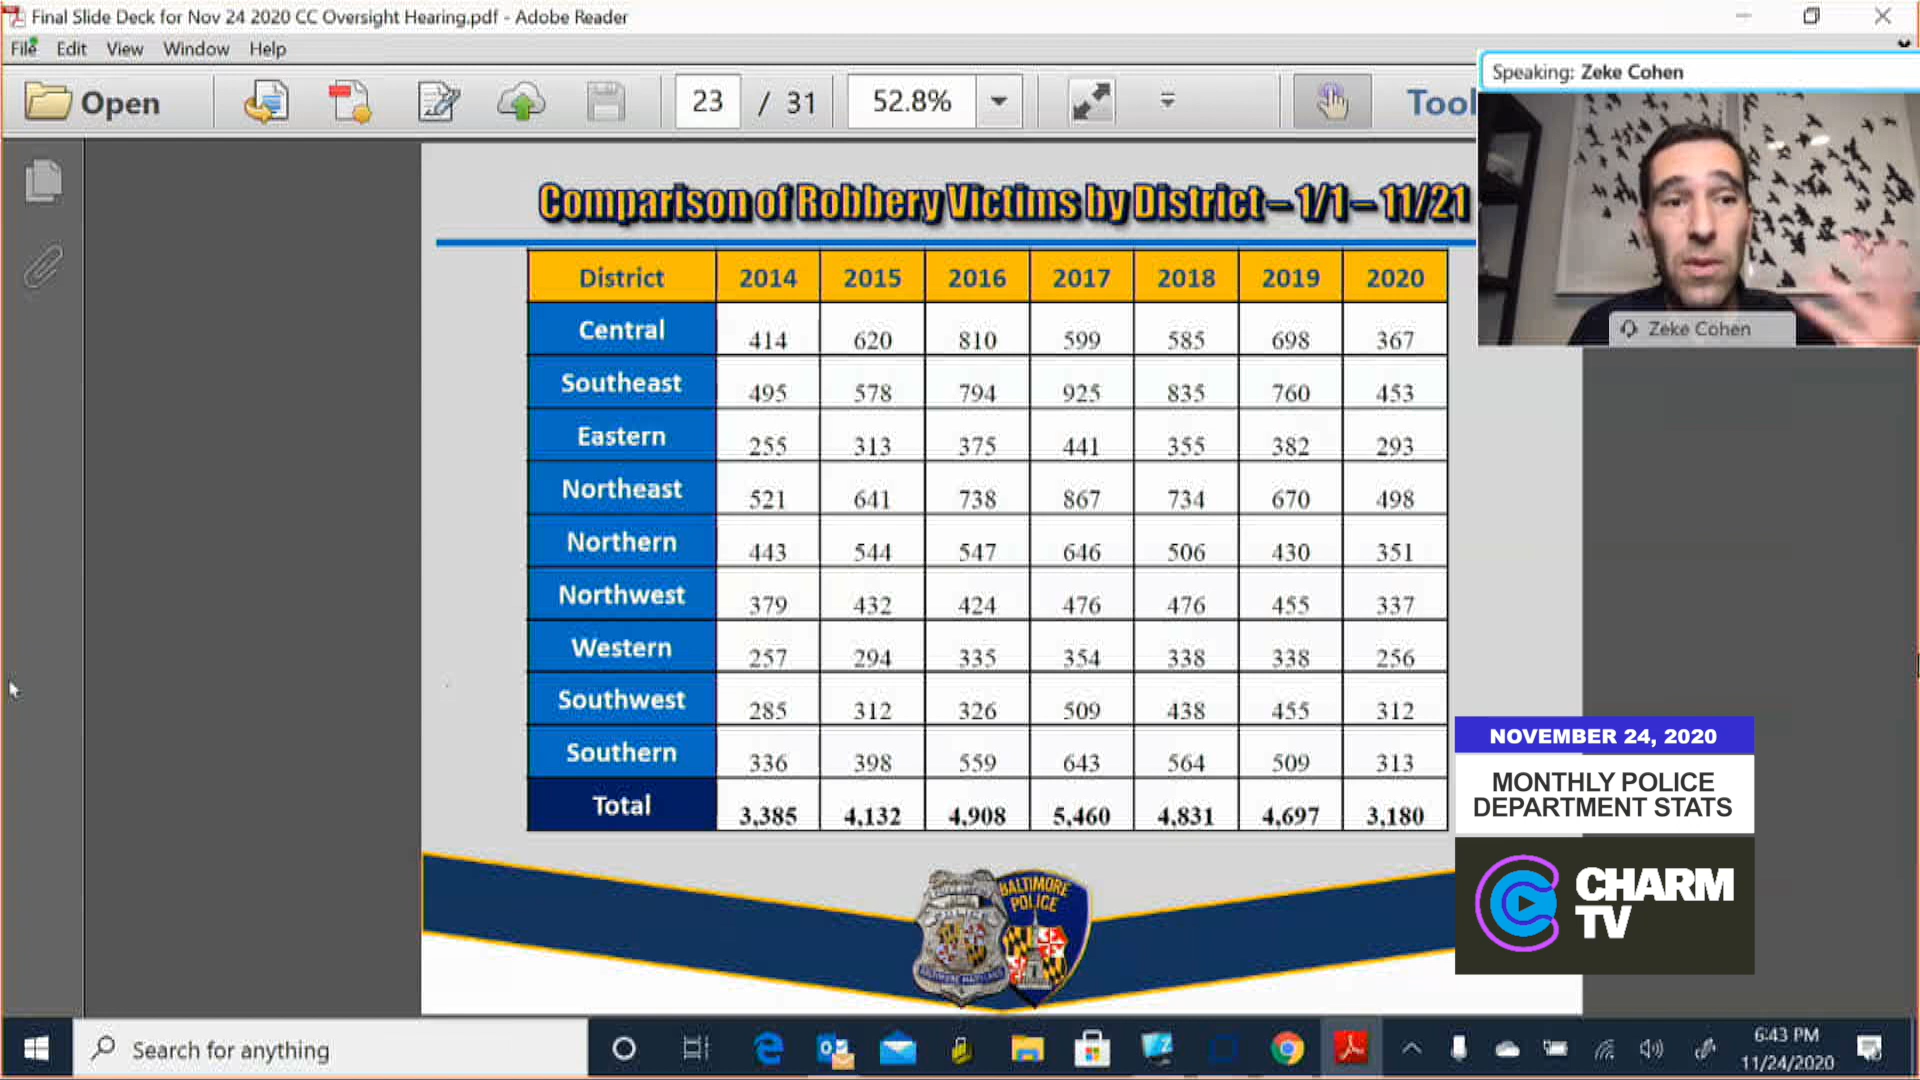 Final Slide Deck for Nov 24 2020 CC Oversight Hearing.pdf - Adobe Reader
File Edit View Window Help
Open 23 / 31 52.8% Tool
Speaking: Zeke Cohen
Zeke Cohen
Comparison of Robbery Victims by District – 1/1 – 11/21
District 2014 2015 2016 2017 2018 2019 2020
Central 414 620 810 599 585 698 367
Southeast 495 578 794 925 835 760 453
Eastern 255 313 375 441 355 382 293
Northeast 521 641 738 867 734 670 498
Northern 443 544 547 646 506 430 351
Northwest 379 432 424 476 476 455 337
Western 257 294 335 354 338 338 256
Southwest 285 312 326 509 438 455 312
Southern 336 398 559 643 564 509 313
Total 3,385 4,132 4,908 5,460 4,831 4,697 3,180
NOVEMBER 24, 2020
MONTHLY POLICE
DEPARTMENT STATS
CHARM
TV
BALTIMORE
POLICE
Search for anything
6:43 PM
11/24/2020